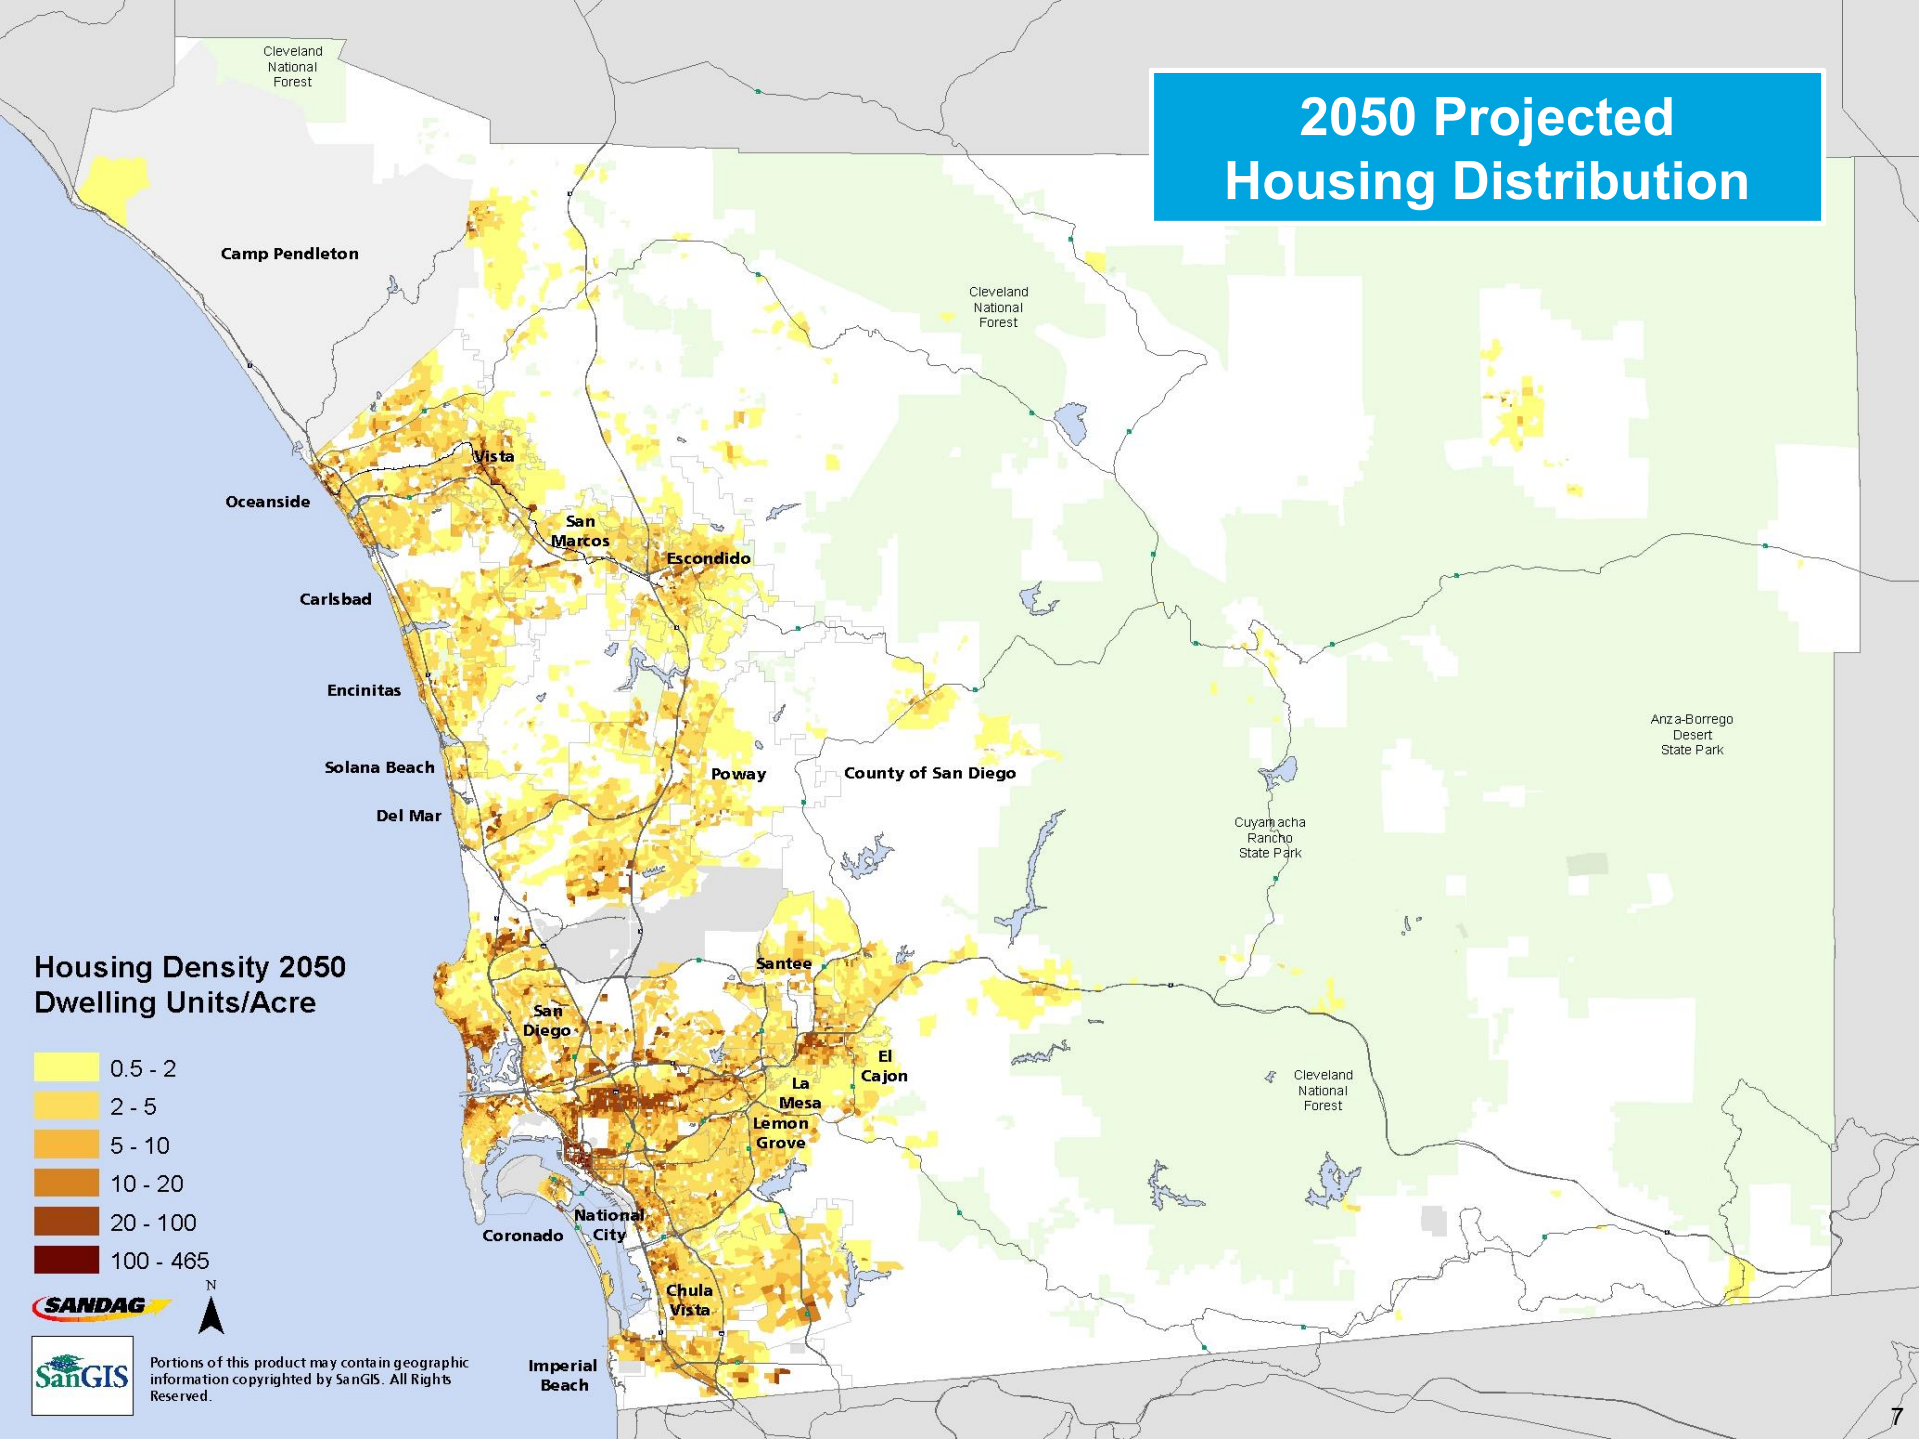 2050 Projected
Housing Distribution
Cleveland
National
Forest
Camp Pendleton
Cleveland
National
Forest
Vista
Oceanside
San
Marcos
Escondido
Carlsbad
Encinitas
Solana Beach
Poway
County of San Diego
Del Mar
Anza-Borrego
Desert
State Park
Cuyamacha
Rancho
State Park
Santee
San
Diego
El
Cajon
La
Mesa
Lemon
Grove
Cleveland
National
Forest
National
City
Coronado
Chula
Vista
Imperial
Beach
Housing Density 2050
Dwelling Units/Acre
0.5 - 2
2 - 5
5 - 10
10 - 20
20 - 100
100 - 465
SANDAG
N
SanGIS
Portions of this product may contain geographic
information copyrighted by SanGIS. All Rights
Reserved.
7